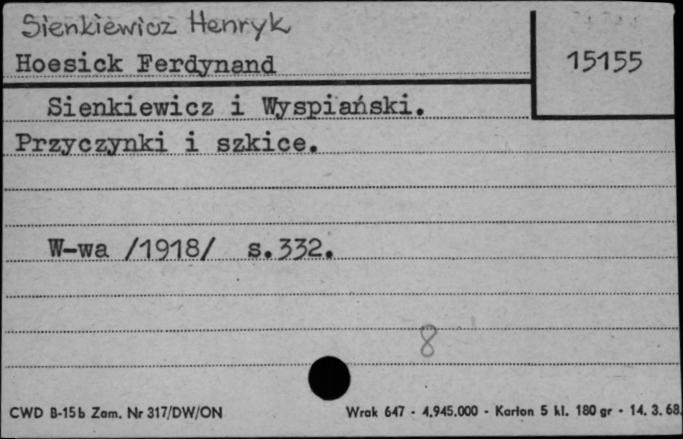 Sienkiewicz Henryk
Hoesick Ferdynand
15155
Sienkiewicz i Wyspiański.
Przyczynki i szkice.
W-wa /1918/ s.332.
8
CWD B-15b Zam. Nr 317/DW/ON
Wrak 647 - 4.945.000 - Karton 5 kl. 180 gr - 14. 3. 68.